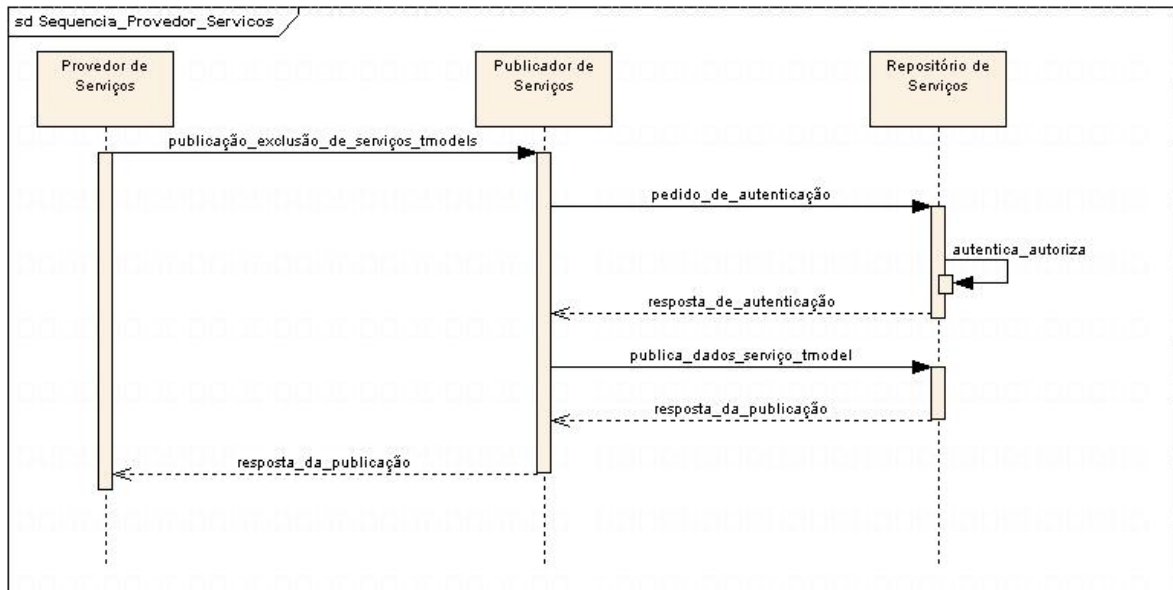 sd Sequencia_Provedor_Servicos
Provedor de
Serviços
Publicador de
Serviços
Repositório de
Serviços
publicação_exclusão_de_serviços_tmodels
pedido_de_autenticação
autentica_autoriza
resposta_de_autenticação
publica_dados_serviço_tmodel
resposta_da_publicação
resposta_da_publicação